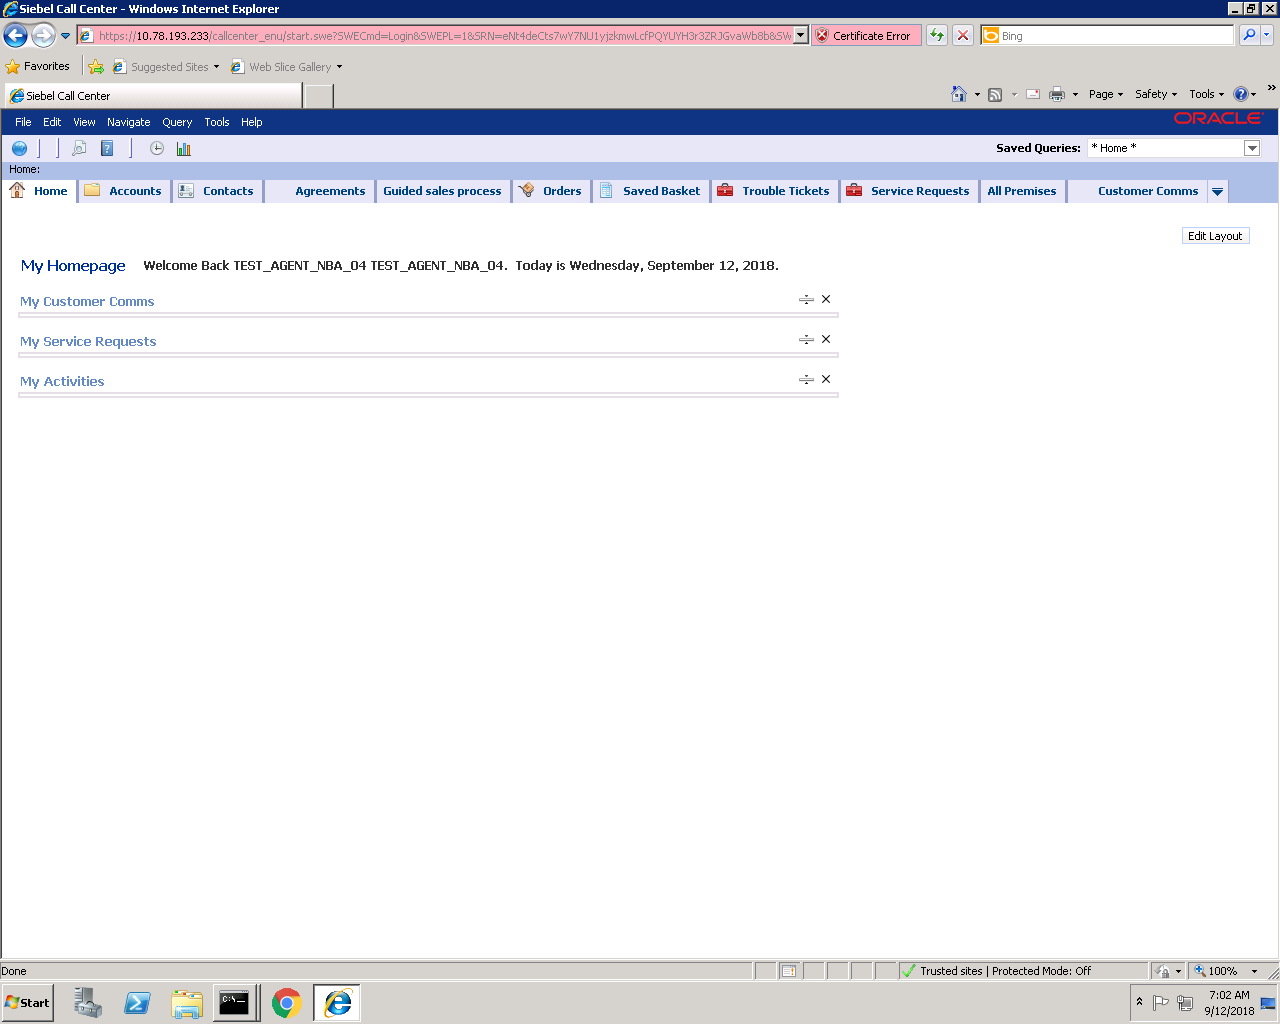 Siebel Call Center - Windows Internet Explorer
https://10.78.193.233/callcenter_enu/start.swe?SWECmd=Login&SWEPL=1&SRN=eNt4deCts7wY7NU1yjzkmwLcfPQYUYH3r3ZRJGvaWb8b&SW
Certificate Error
Bing
Favorites
Suggested Sites
Web Slice Gallery
Siebel Call Center
Page
Safety
Tools
File Edit View Navigate Query Tools Help
ORACLE
Saved Queries: * Home *
Home:
Home Accounts Contacts Agreements Guided sales process Orders Saved Basket Trouble Tickets Service Requests All Premises Customer Comms
Edit Layout
My Homepage Welcome Back TEST_AGENT_NBA_04 TEST_AGENT_NBA_04. Today is Wednesday, September 12, 2018.
My Customer Comms
My Service Requests
My Activities
Done
Trusted sites | Protected Mode: Off
100%
Start
C:\.
7:02 AM
9/12/2018